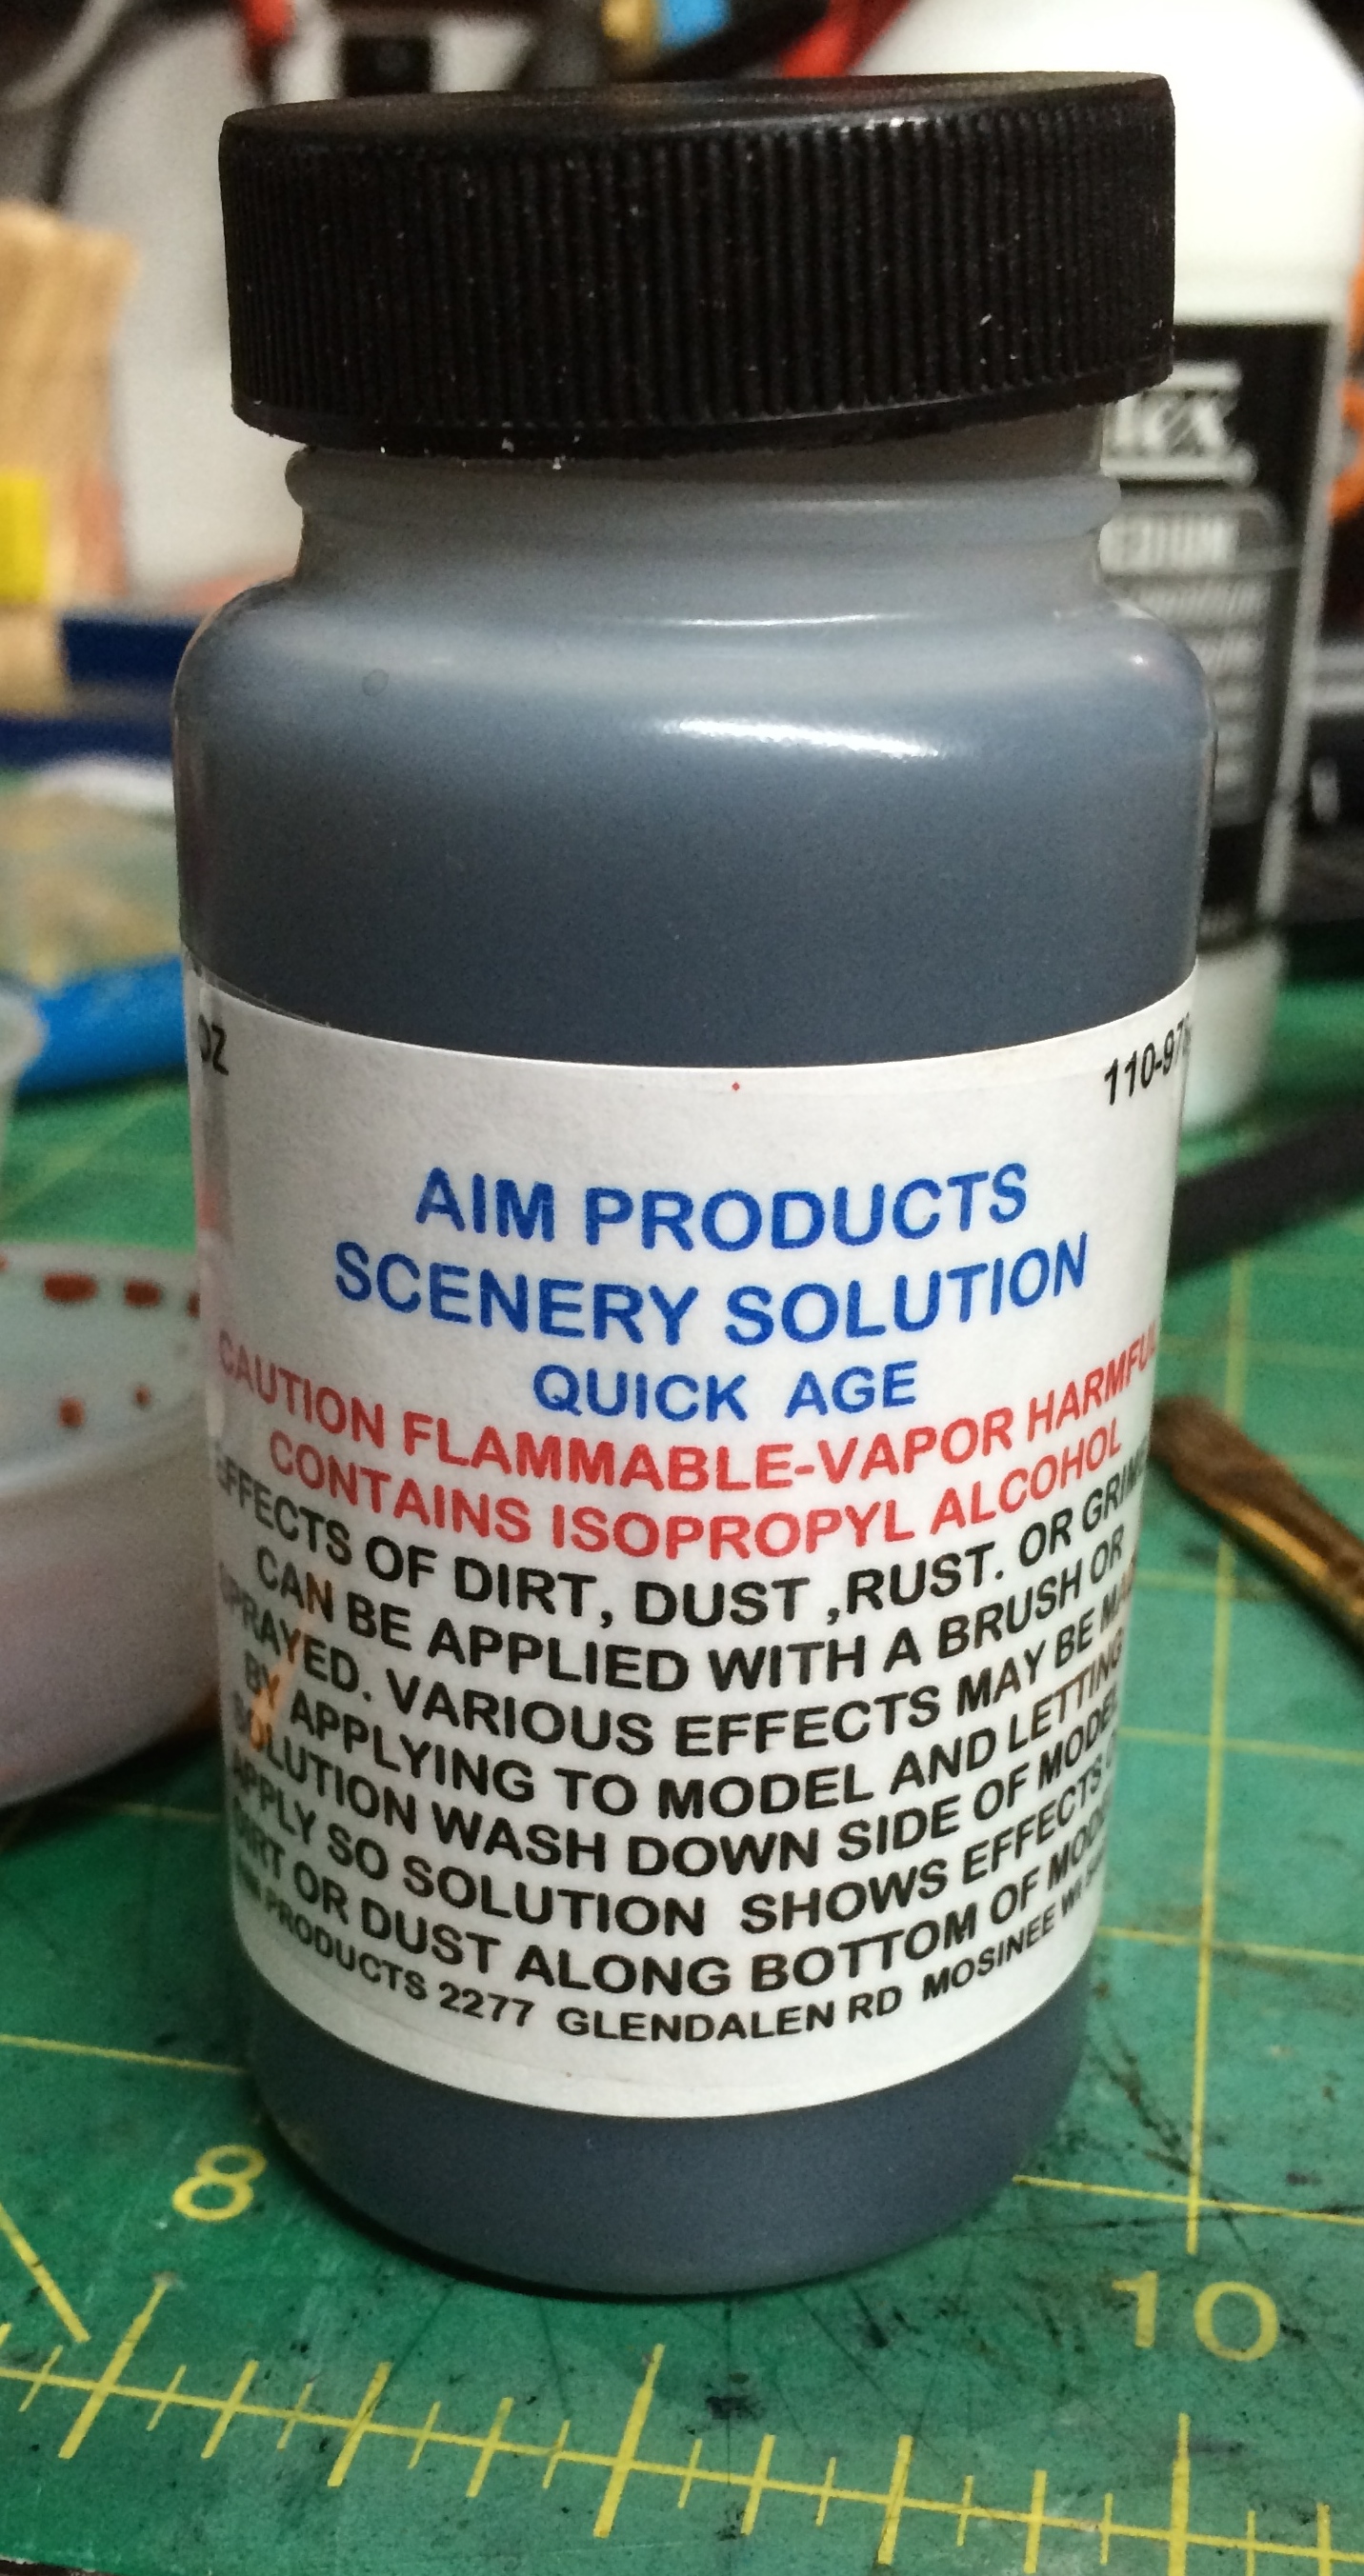 OZ
AIM PRODUCTS
SCENERY SOLUTION
QUICK AGE
CAUTION FLAMMABLE-VAPOR HARMFUL
CONTAINS ISOPROPYL ALCOHOL
EFFECTS OF DIRT, DUST ,RUST. OR GRIME
CAN BE APPLIED WITH A BRUSH OR
SPRAYED. VARIOUS EFFECTS MAY BE
BY APPLYING TO MODEL AND LETTING
SOLUTION WASH DOWN SIDE OF MODEL
APPLY SO SOLUTION SHOWS EFFECTS
DIRT OR DUST ALONG BOTTOM OF MODEL
PRODUCTS 2277 GLENDALEN RD MOSINEE WI
8
10